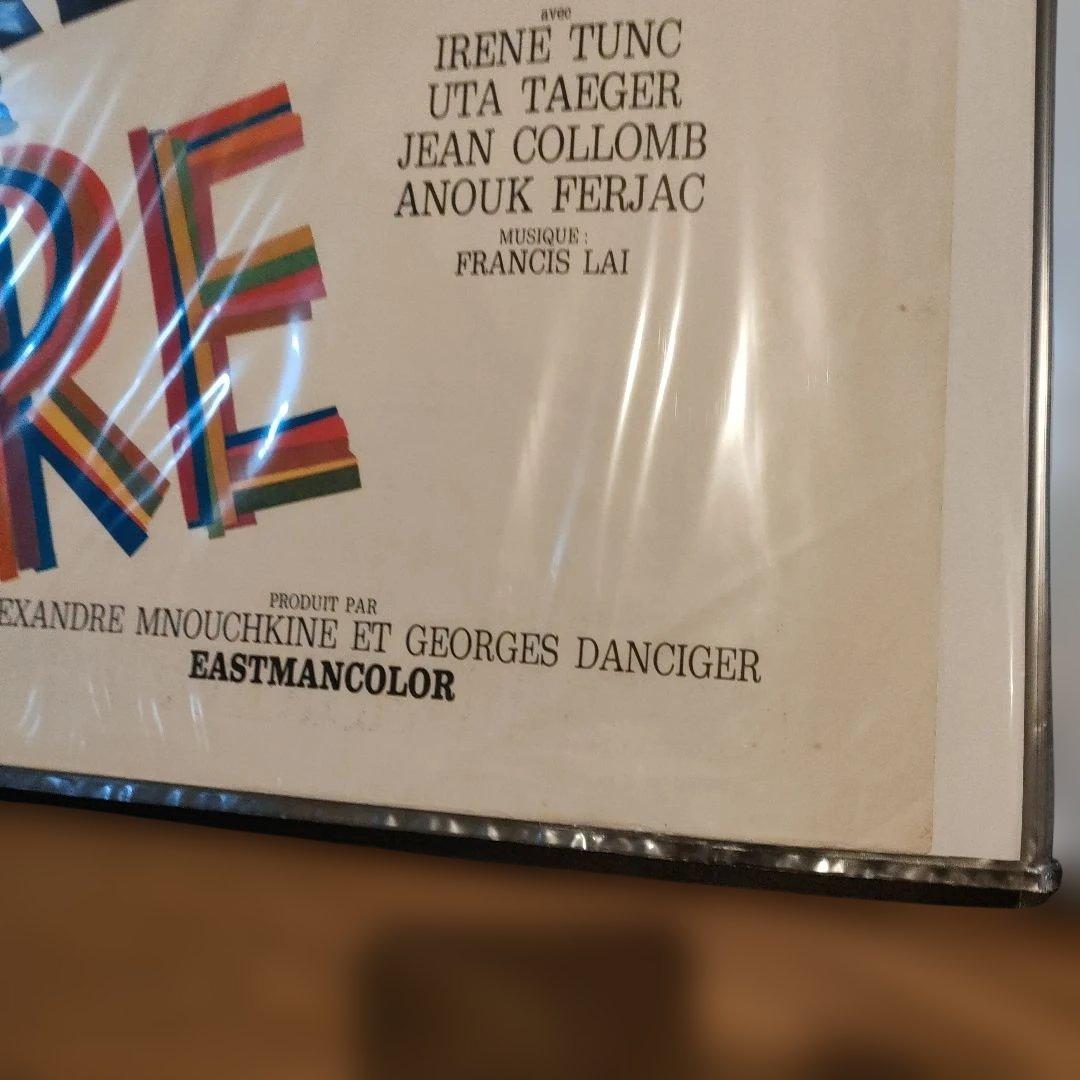 avec
IRENE TUNC
UTA TAEGER
JEAN COLLOMB
ANOUK FERJAC
MUSIQUE :
FRANCIS LAI
RE
PRODUIT PAR
EXANDRE MNOUCHKINE ET GEORGES DANCIGER
EASTMANCOLOR